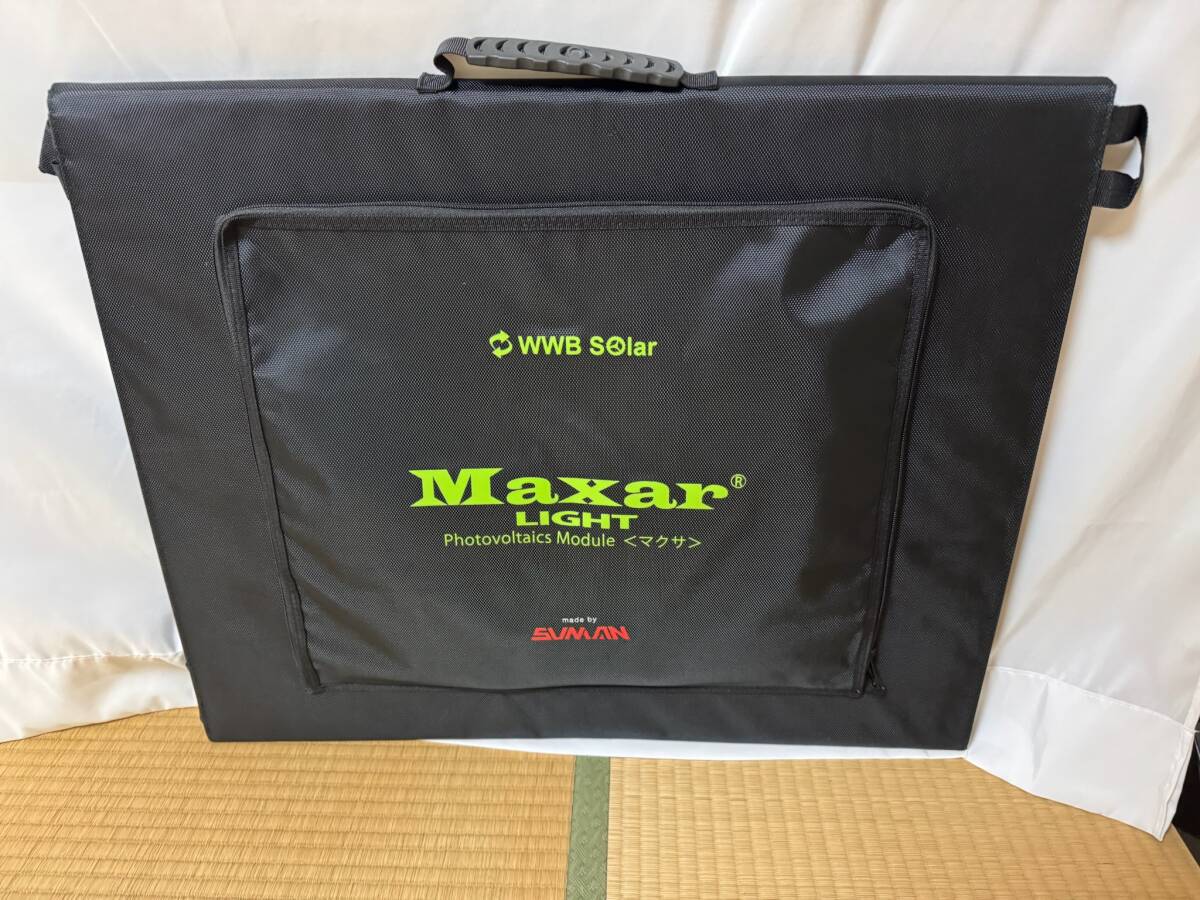 WWB SOlar
Maxar®
LIGHT
Photovoltaics Module <マクサ>
made by
SUMAN